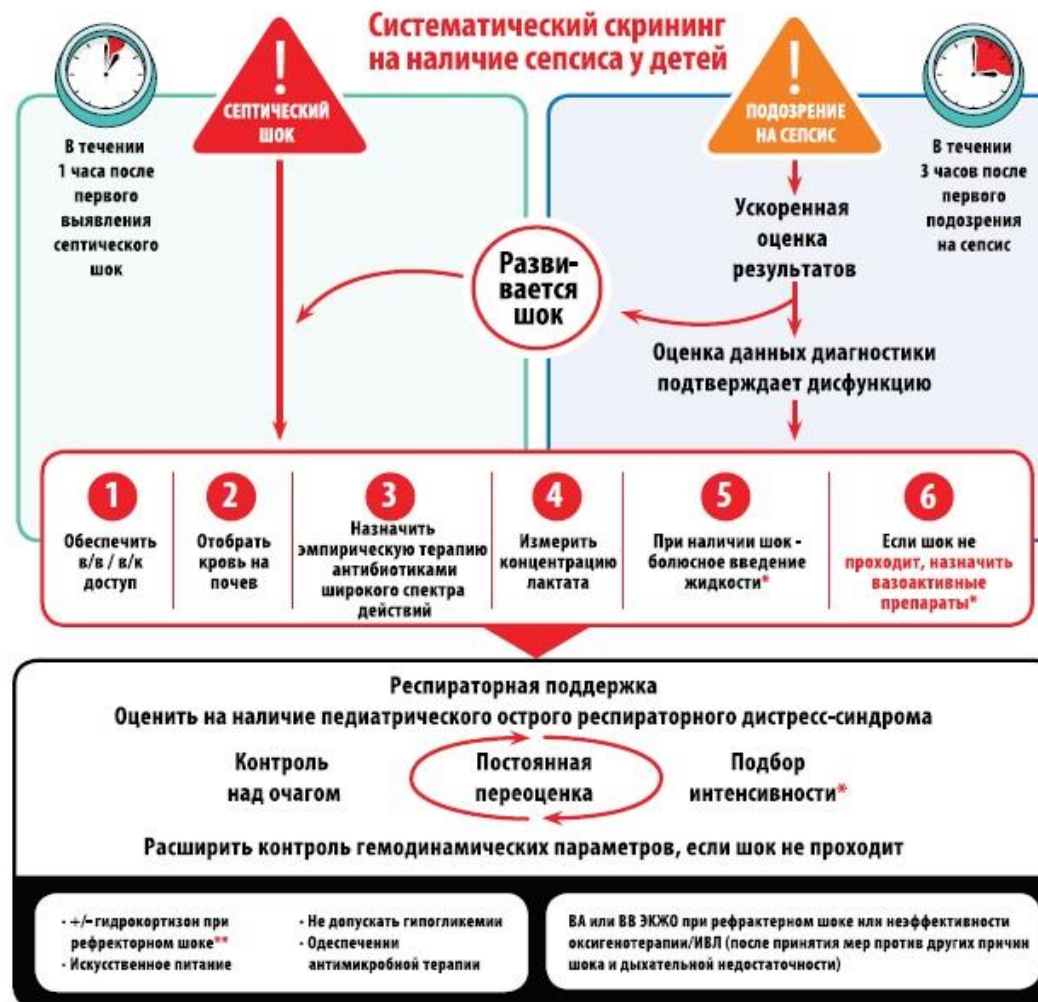 Систематический скрининг
на наличие сепсиса у детей
СЕПТИЧЕСКИЙ
ШОК
ПОДОЗРЕНИЕ
НА СЕПСИС
В течении
1 часа после
первого
выявления
септического
шок
В течении
3 часов после
первого
подозрения
на сепсис
Ускоренная
оценка
результатов
Разви-
вается
шок
Оценка данных диагностики
подтверждает дисфункцию
1
Обеспечить
в/в / в/к
доступ
2
Отобрать
кровь на
почев
3
Назначить
эмпирическую терапию
антибиотиками
широкого спектра
действий
4
Измерить
концентрацию
лактата
5
При наличии шок -
болюсное введение
жидкости*
6
Если шок не
проходит, назначить
вазоактивные
препараты*
Респираторная поддержка
Оценить на наличие педиатрического острого респираторного дистресс-синдрома
Контроль
над очагом
Постоянная
переоценка
Подбор
интенсивности*
Расширить контроль гемодинамических параметров, если шок не проходит
- +/- гидрокортизон при
рефректорном шоке**
- Искусственное питание
- Не допускать гипогликемии
- Одеспечении
антимикробной терапии
ВА или ВВ ЭКЖО при рефрактерном шоке или неэффективности
оксигенотерапии/ИВЛ (после принятия мер против других причин
шока и дыхательной недостаточности)